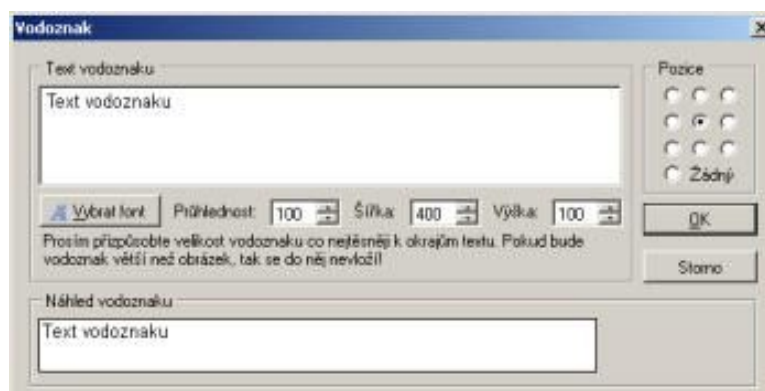 Vodoznak
Text vodoznaku
Text vodoznaku
Pozice
Žádný
Vybrat font Průhlednost: 100 Šířka: 400 Výška: 100
OK
Prosím přizpůsobte velikost vodoznaku co nejtěsněji k okrajům textu. Pokud bude
vodoznak větší než obrázek, tak se do něj nevloží!
Storno
Náhled vodoznaku
Text vodoznaku